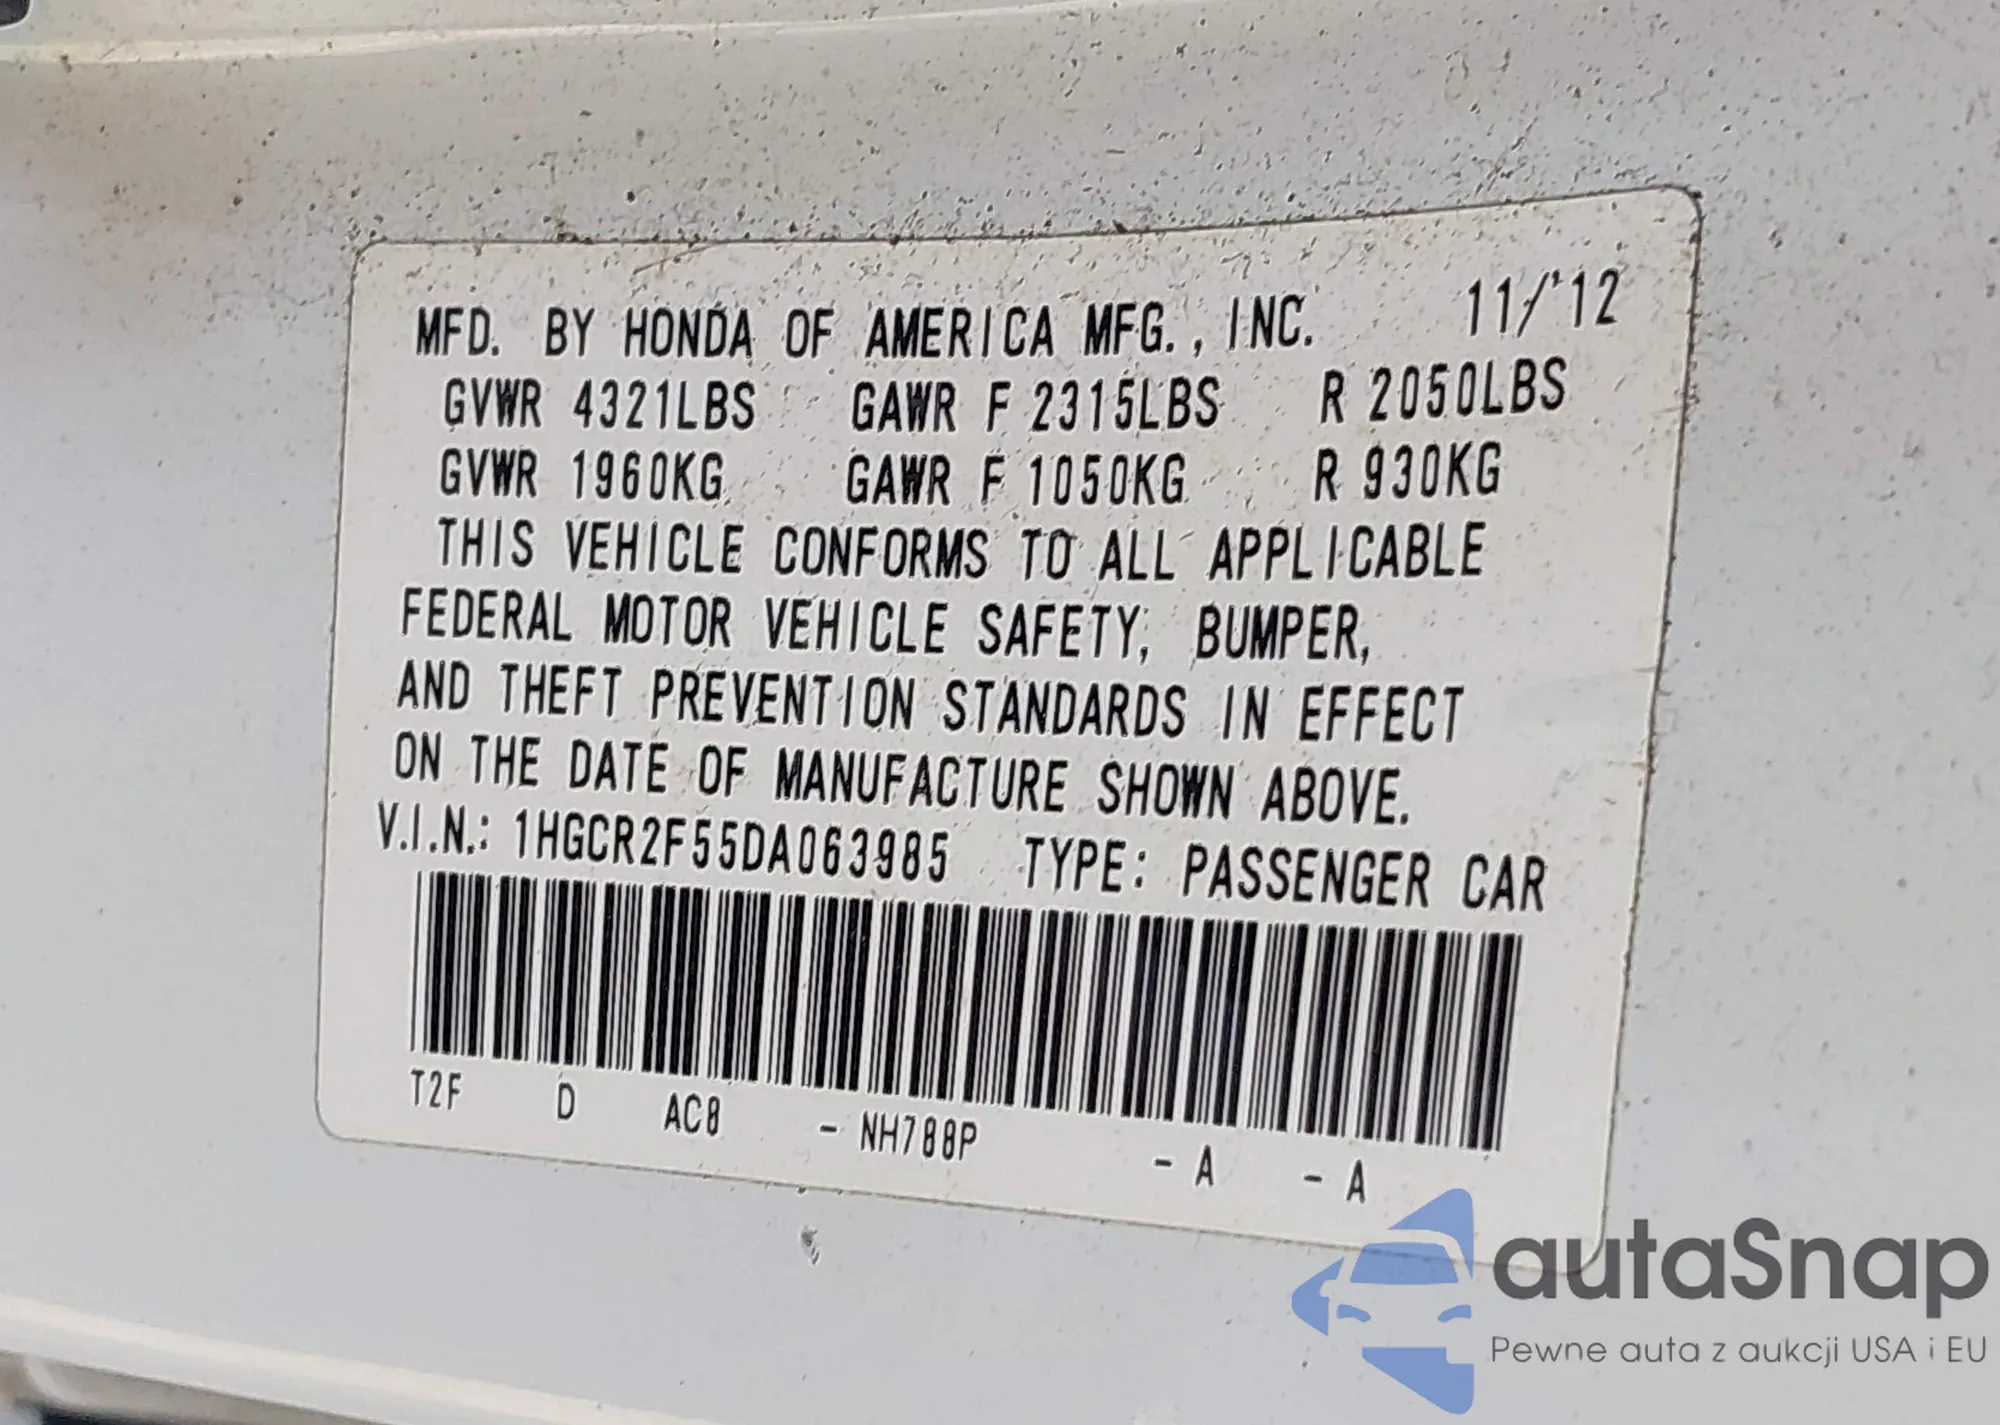 MFD. BY HONDA OF AMERICA MFG., INC. 11/'12
GVWR 4321LBS GAWR F 2315LBS R 2050LBS
GVWR 1960KG GAWR F 1050KG R 930KG
THIS VEHICLE CONFORMS TO ALL APPLICABLE
FEDERAL MOTOR VEHICLE SAFETY, BUMPER,
AND THEFT PREVENTION STANDARDS IN EFFECT
ON THE DATE OF MANUFACTURE SHOWN ABOVE.
V.I.N.: 1HGCR2F55DA063985 TYPE: PASSENGER CAR
T2F D AC8 - NH788P - A - A
autaSnap
Pewne auta z aukcji USA i EU